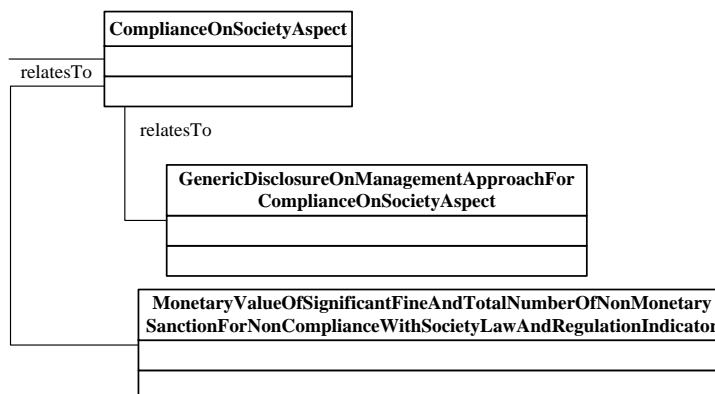 ComplianceOnSocietyAspect
relatesTo
relatesTo
GenericDisclosureOnManagementApproachFor
ComplianceOnSocietyAspect
MonetaryValueOfSignificantFineAndTotalNumberOfNonMonetary
SanctionForNonComplianceWithSocietyLawAndRegulationIndicator